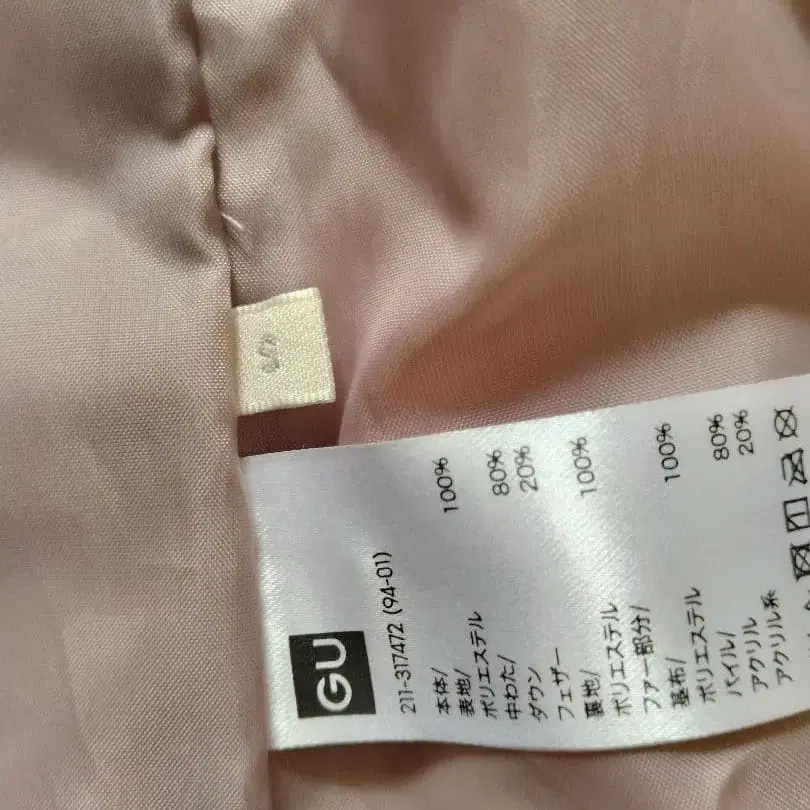 GU
211-317472 (94-01)
本体/
表地/
ポリエステル 100%
中わた/
ダウン 80%
フェザー 20%
裏地/
ポリエステル 100%
ファー部分/
基布/
ポリエステル 100%
パイル/
アクリル 80%
アクリル系 20%